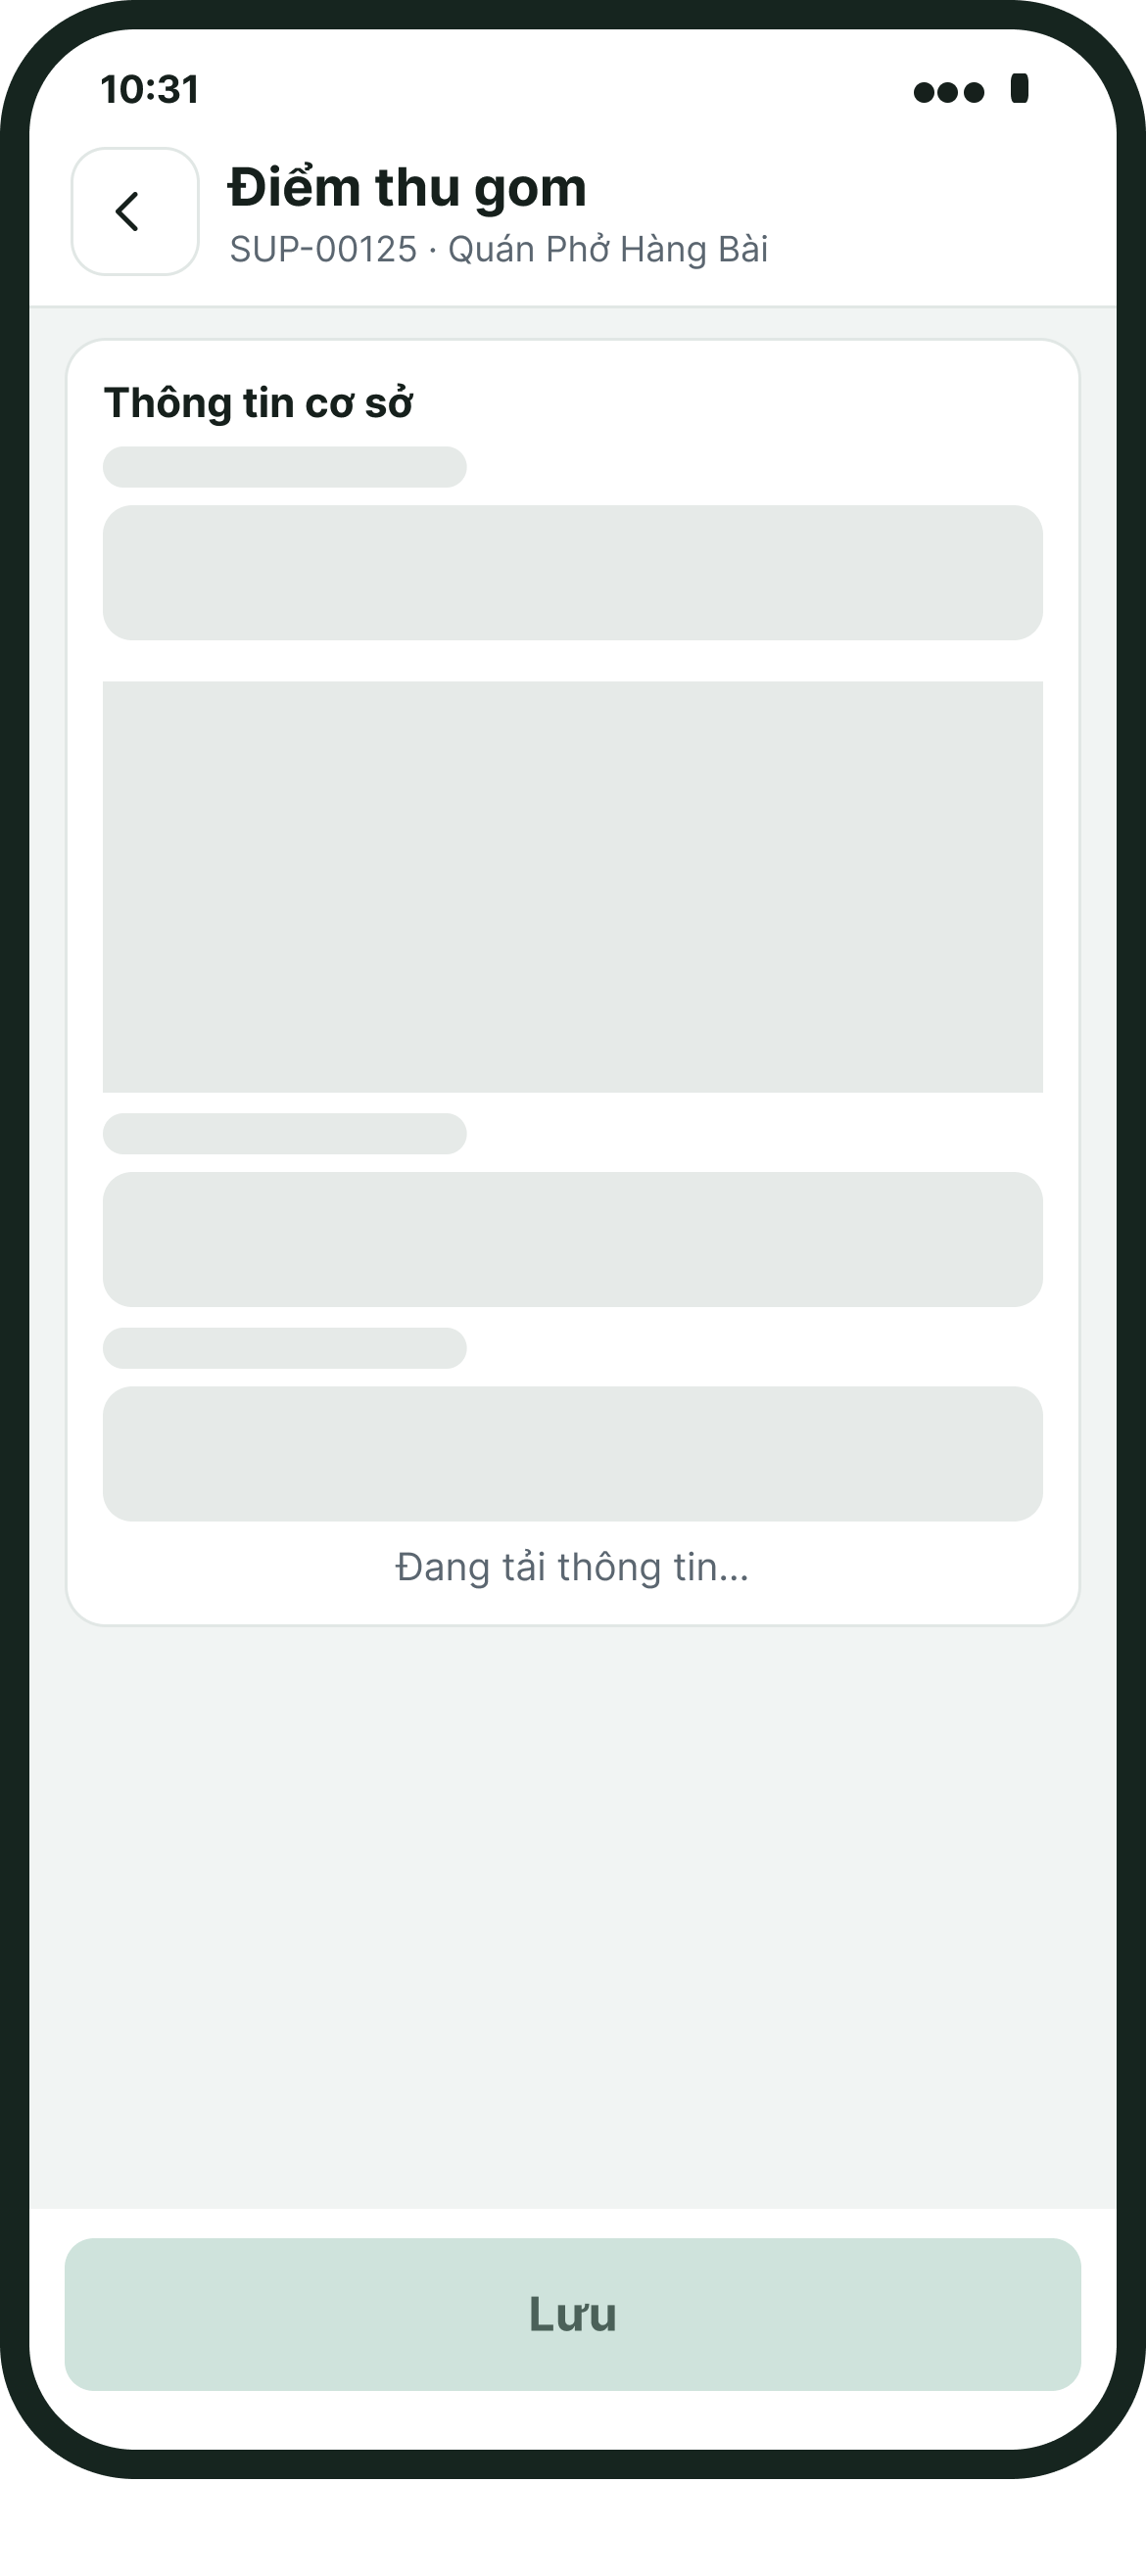 10:31
Điểm thu gom
SUP-00125 · Quán Phở Hàng Bài
Thông tin cơ sở
Đang tải thông tin...
Lưu